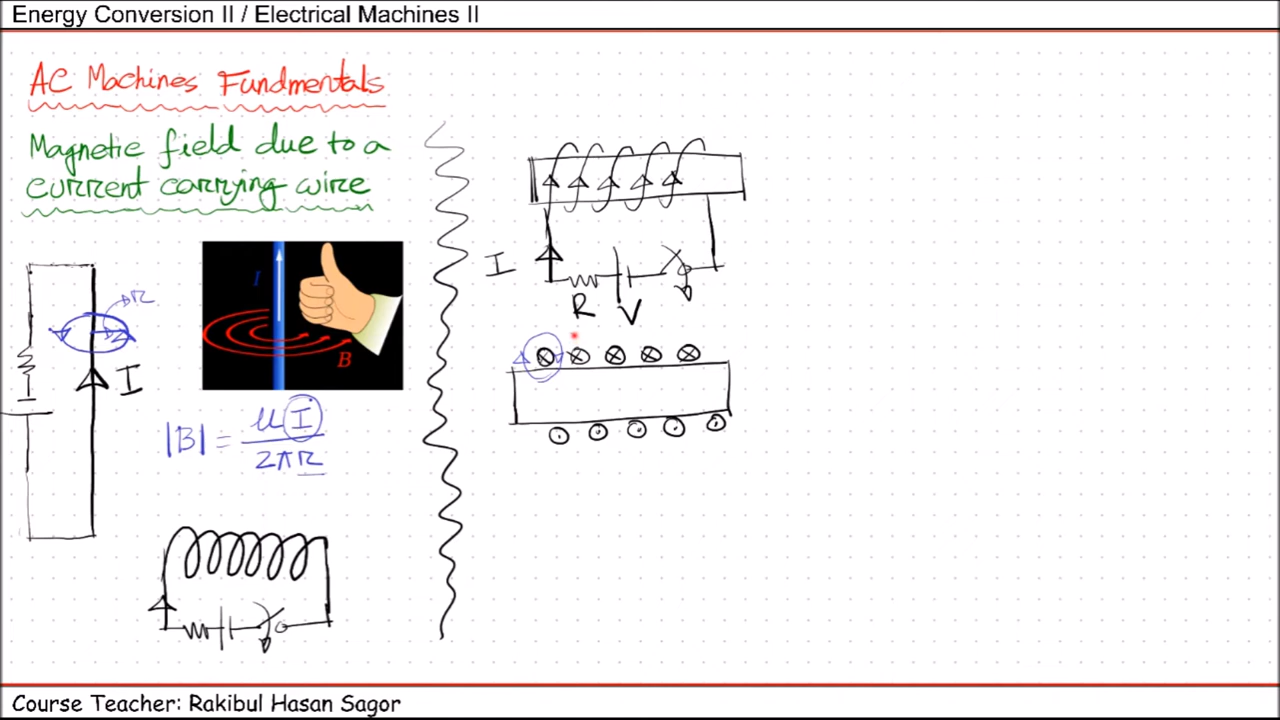 Energy Conversion II / Electrical Machines II
AC Machines Fundmentals
Magnetic field due to a
current carrying wire
r
I
I
B
|B| = μI / 2πr
I
R
V
Course Teacher: Rakibul Hasan Sagor